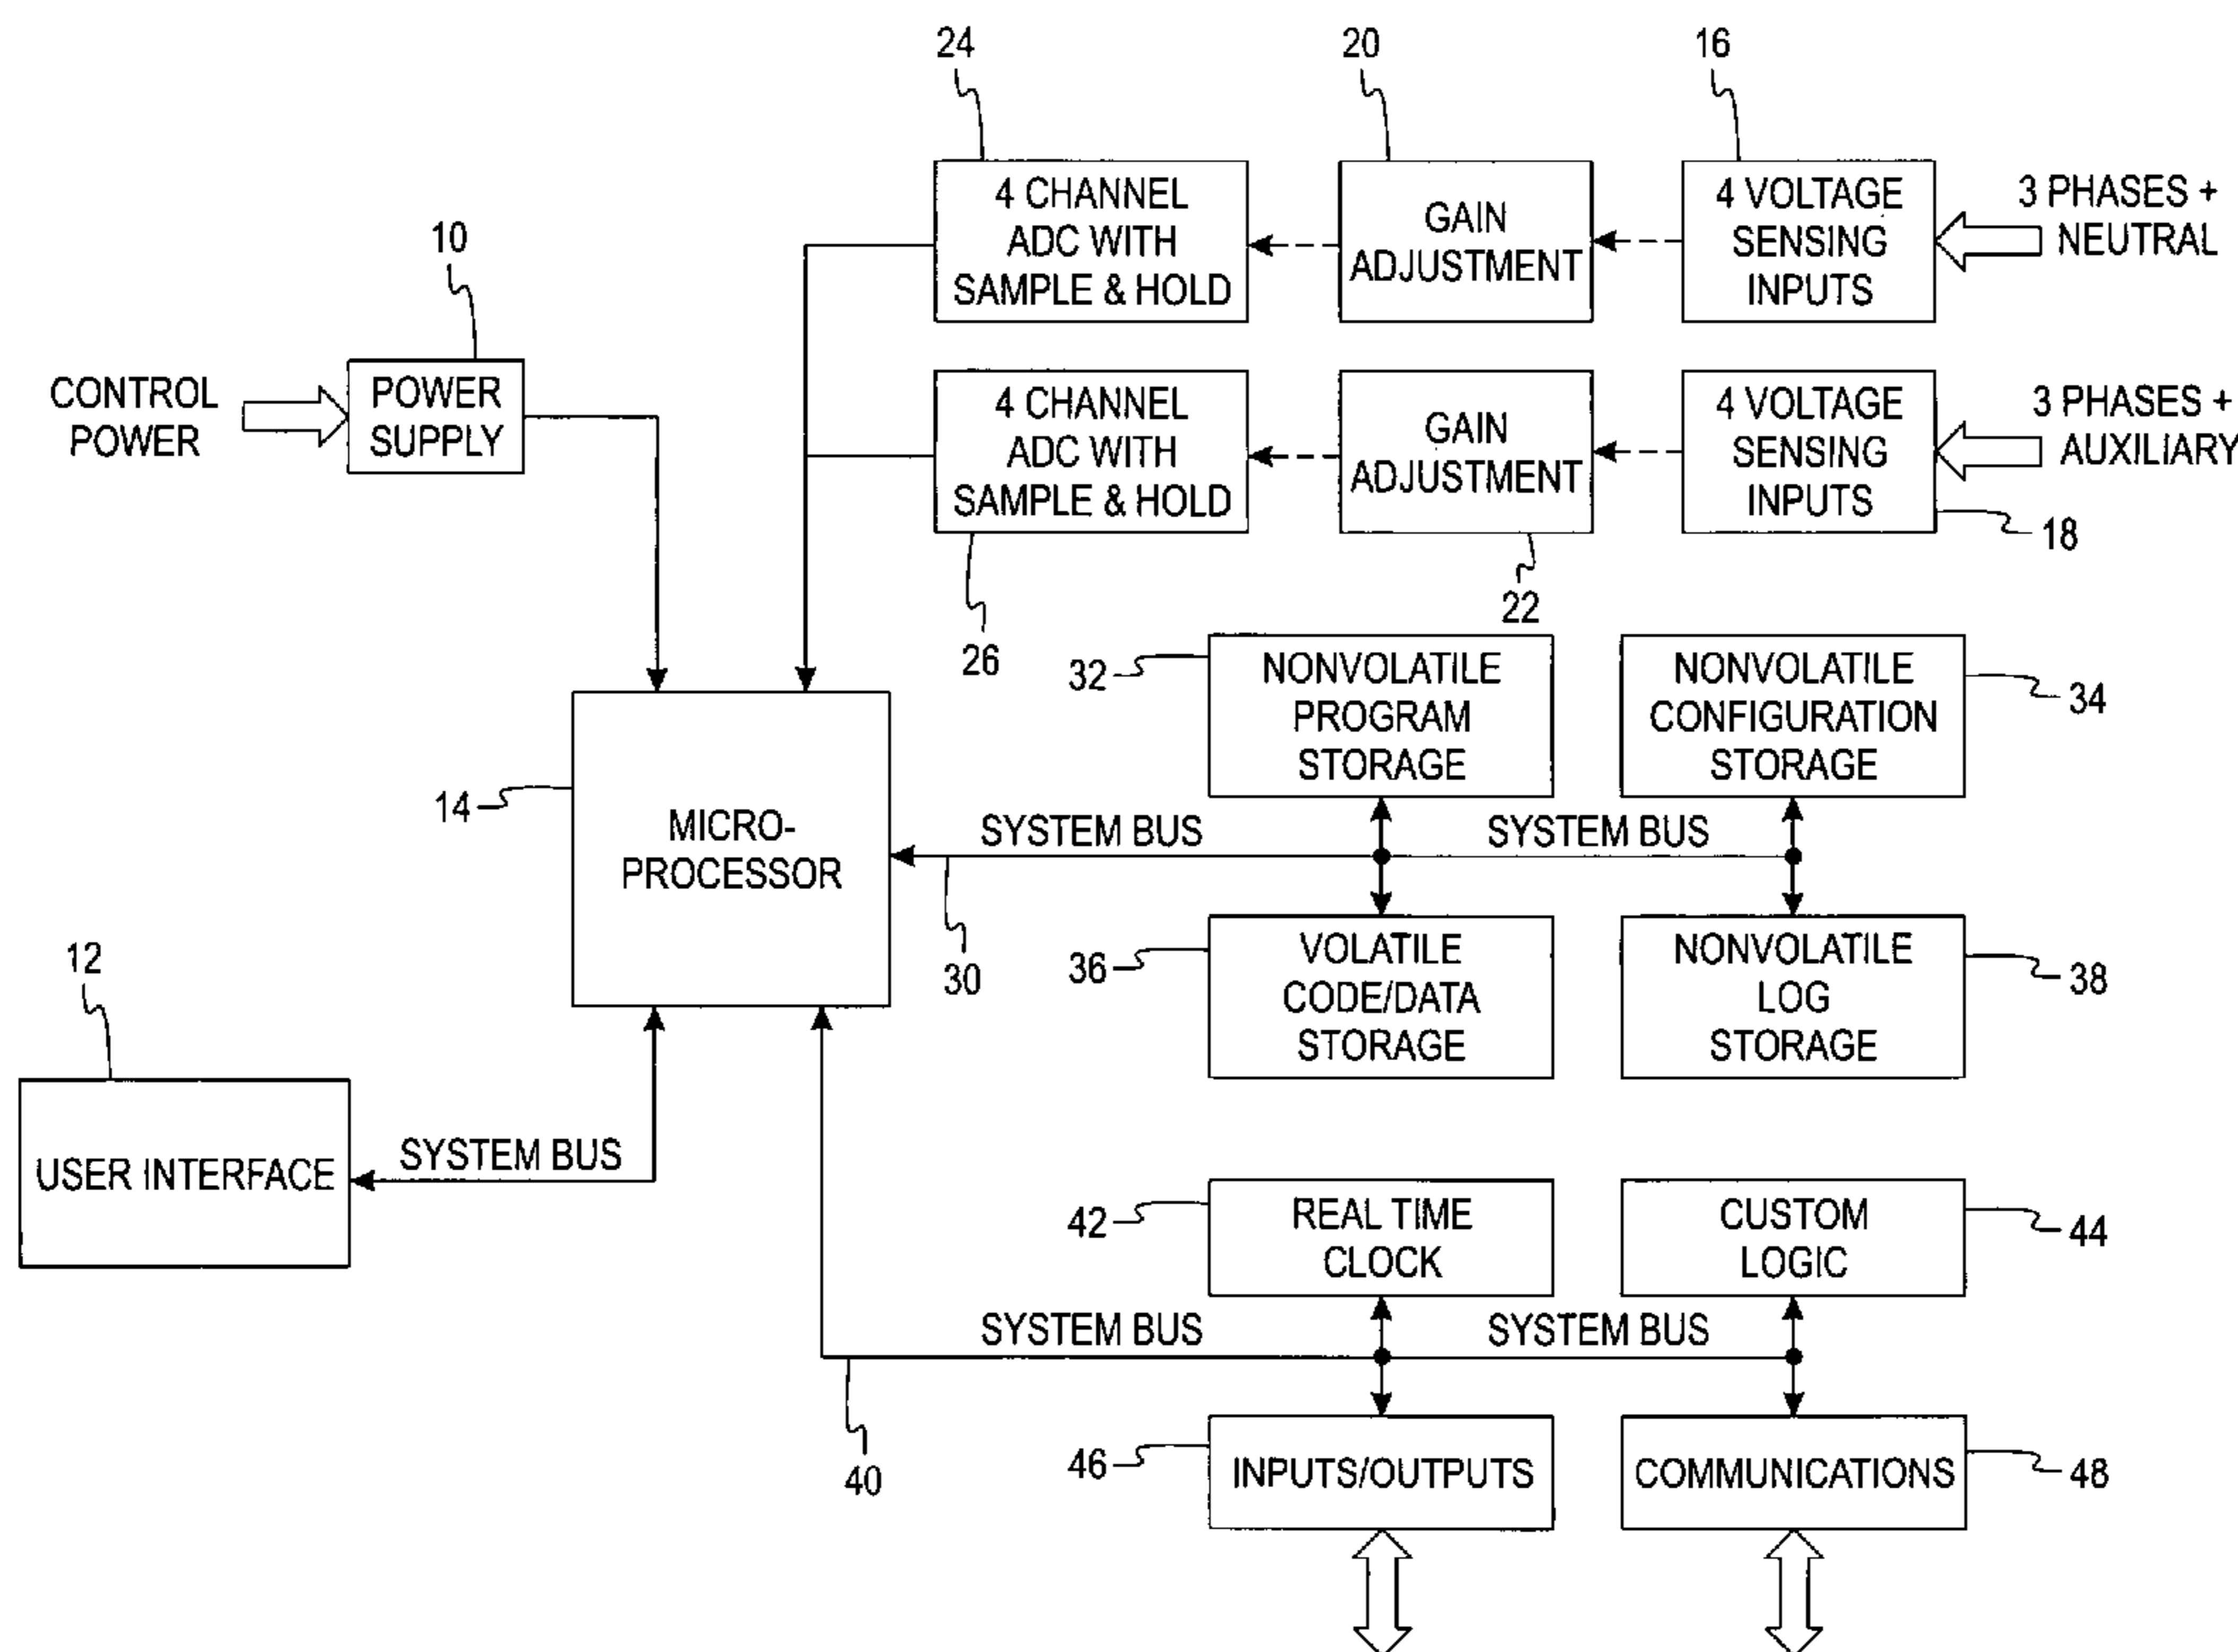 24
20
16
4 CHANNEL
ADC WITH
SAMPLE & HOLD
GAIN
ADJUSTMENT
4 VOLTAGE
SENSING
INPUTS
3 PHASES +
NEUTRAL
10
CONTROL
POWER
POWER
SUPPLY
4 CHANNEL
ADC WITH
SAMPLE & HOLD
GAIN
ADJUSTMENT
4 VOLTAGE
SENSING
INPUTS
3 PHASES +
AUXILIARY
18
22
26
32
NONVOLATILE
PROGRAM
STORAGE
NONVOLATILE
CONFIGURATION
STORAGE
34
14
MICRO-
PROCESSOR
SYSTEM BUS
SYSTEM BUS
30
36
VOLATILE
CODE/DATA
STORAGE
NONVOLATILE
LOG
STORAGE
38
12
USER INTERFACE
SYSTEM BUS
42
REAL TIME
CLOCK
CUSTOM
LOGIC
44
SYSTEM BUS
SYSTEM BUS
40
46
INPUTS/OUTPUTS
COMMUNICATIONS
48